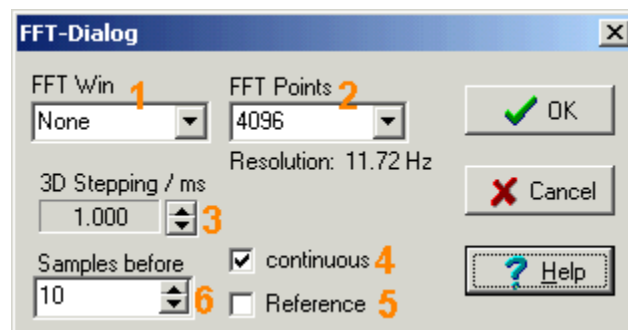 FFT-Dialog
FFT Win 1
None
FFT Points 2
4096
Resolution: 11.72 Hz
OK
3D Stepping / ms
1.000 3
Cancel
Samples before
10 6
continuous 4
Reference 5
Help